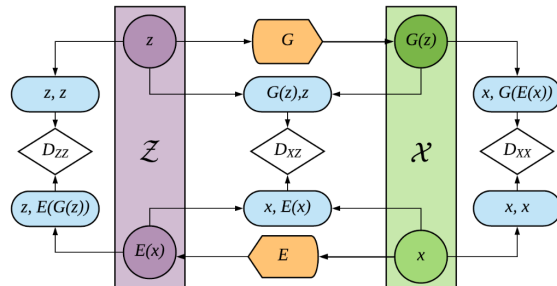 z
G
G(z)
z, z
G(z),z
x, G(E(x))
D_ZZ
𝒵
D_XZ
𝒳
D_XX
z, E(G(z))
x, E(x)
x, x
E(x)
E
x